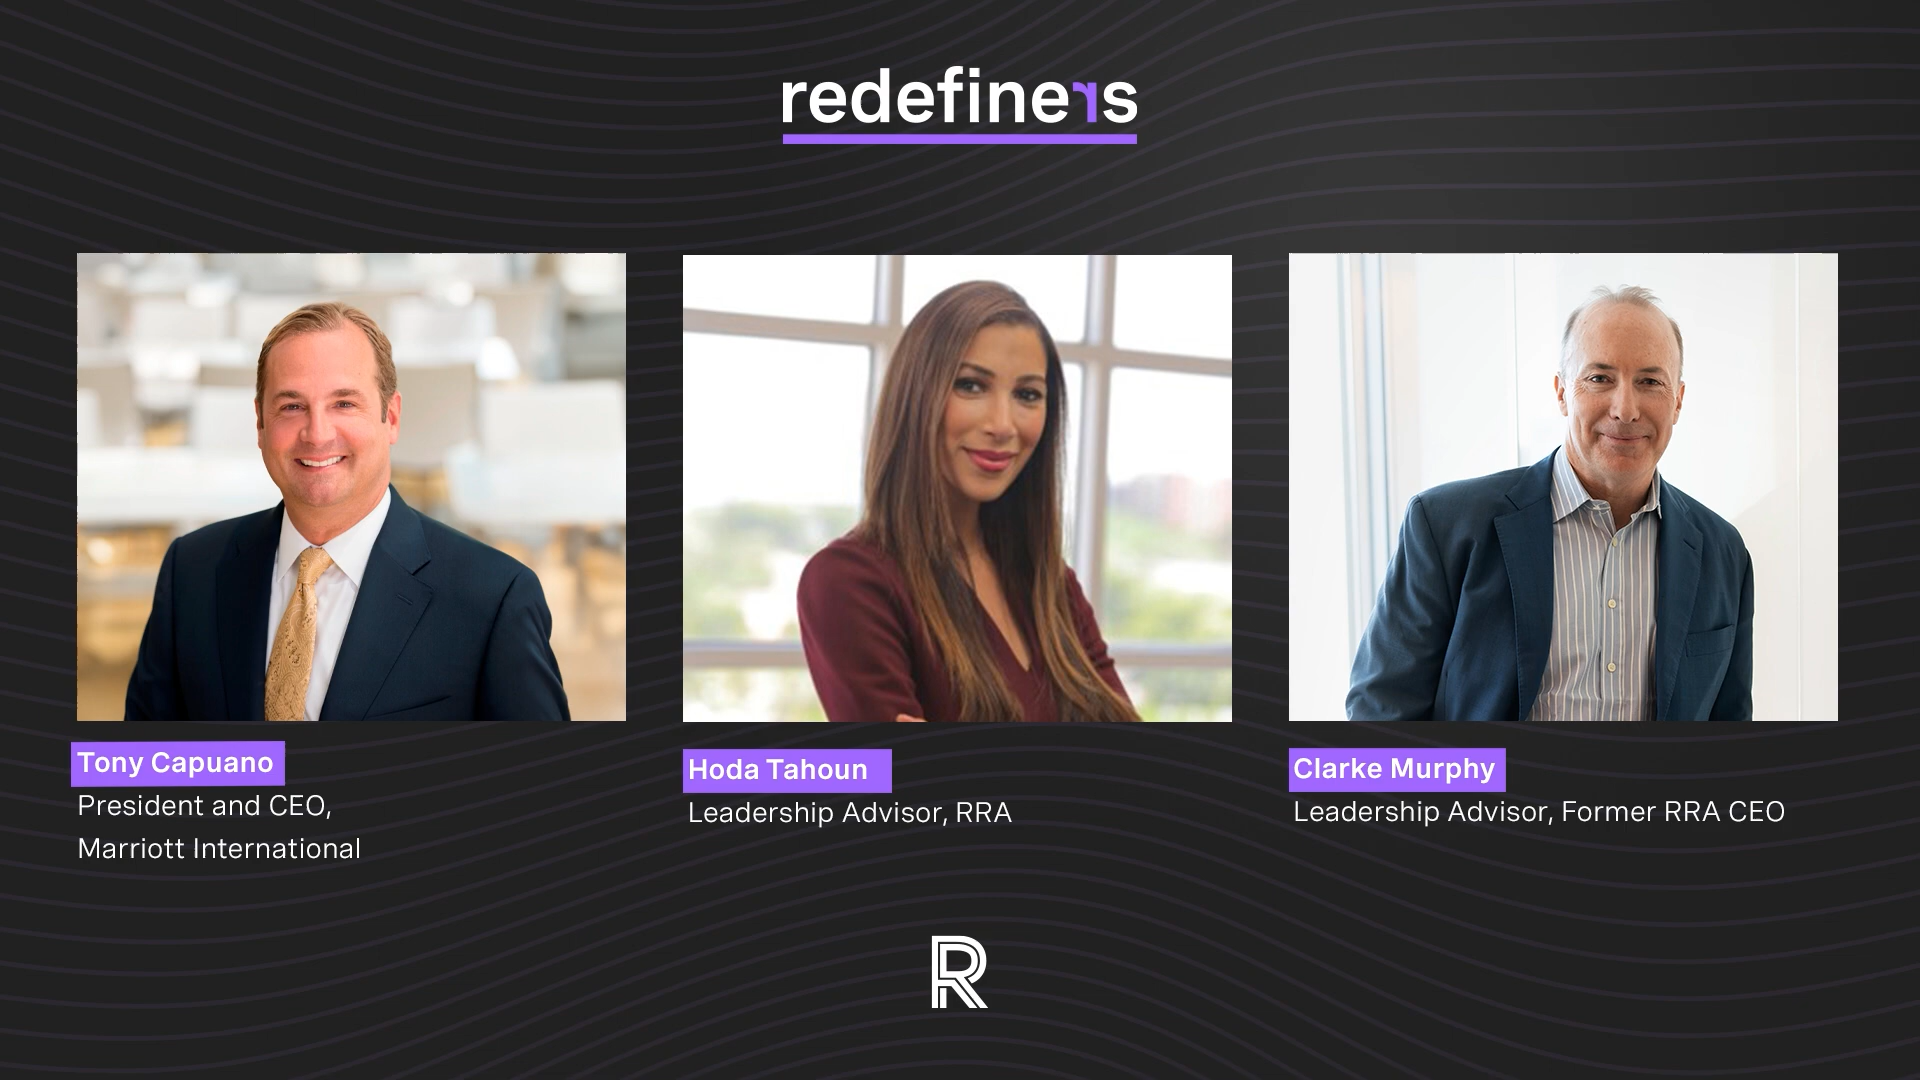 redefiners
Tony Capuano
President and CEO,
Marriott International
Hoda Tahoun
Leadership Advisor, RRA
Clarke Murphy
Leadership Advisor, Former RRA CEO
R